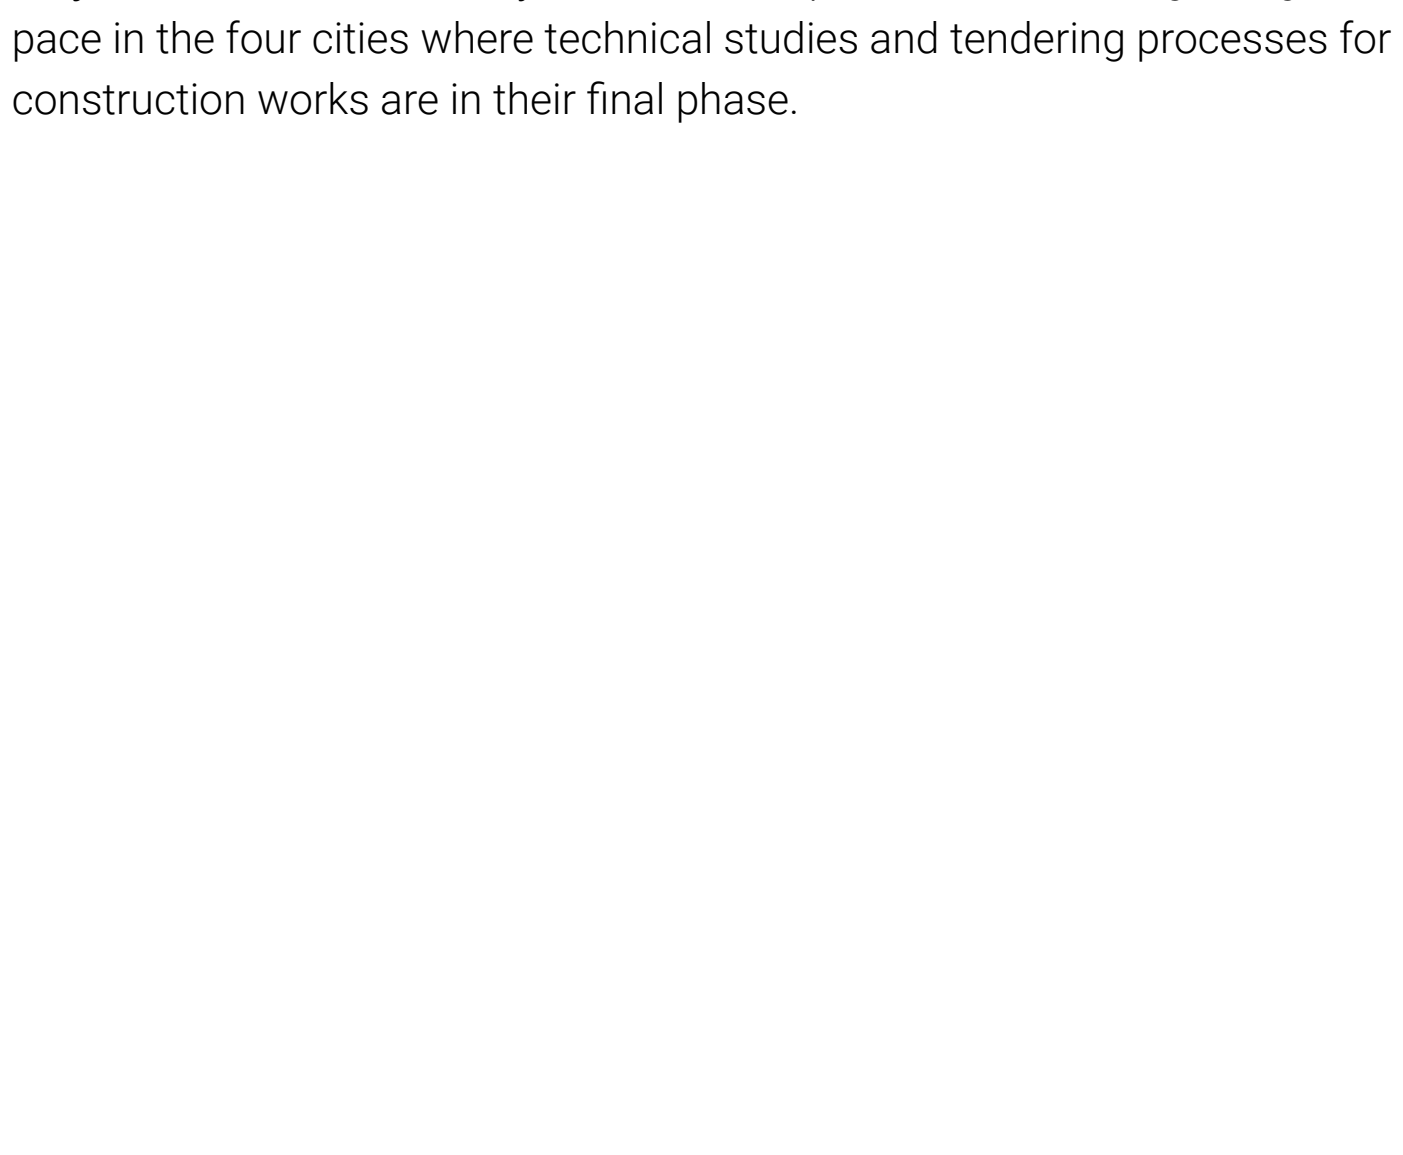 pace in the four cities where technical studies and tendering processes for
construction works are in their final phase.